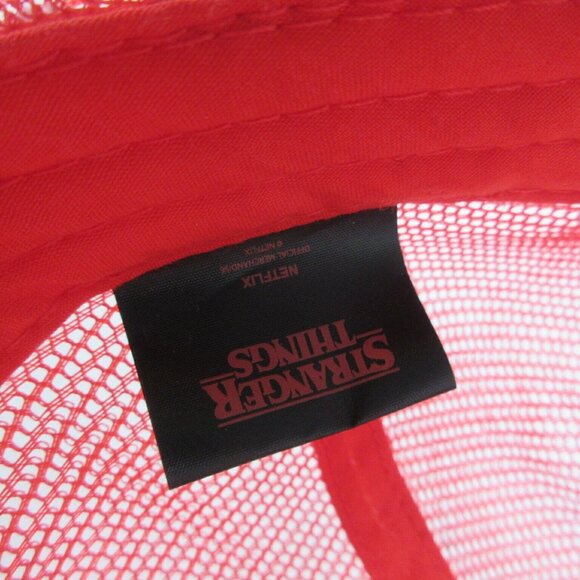 STRANGER
THINGS
NETFLIX
OFFICIAL MERCHANDISE
© NETFLIX